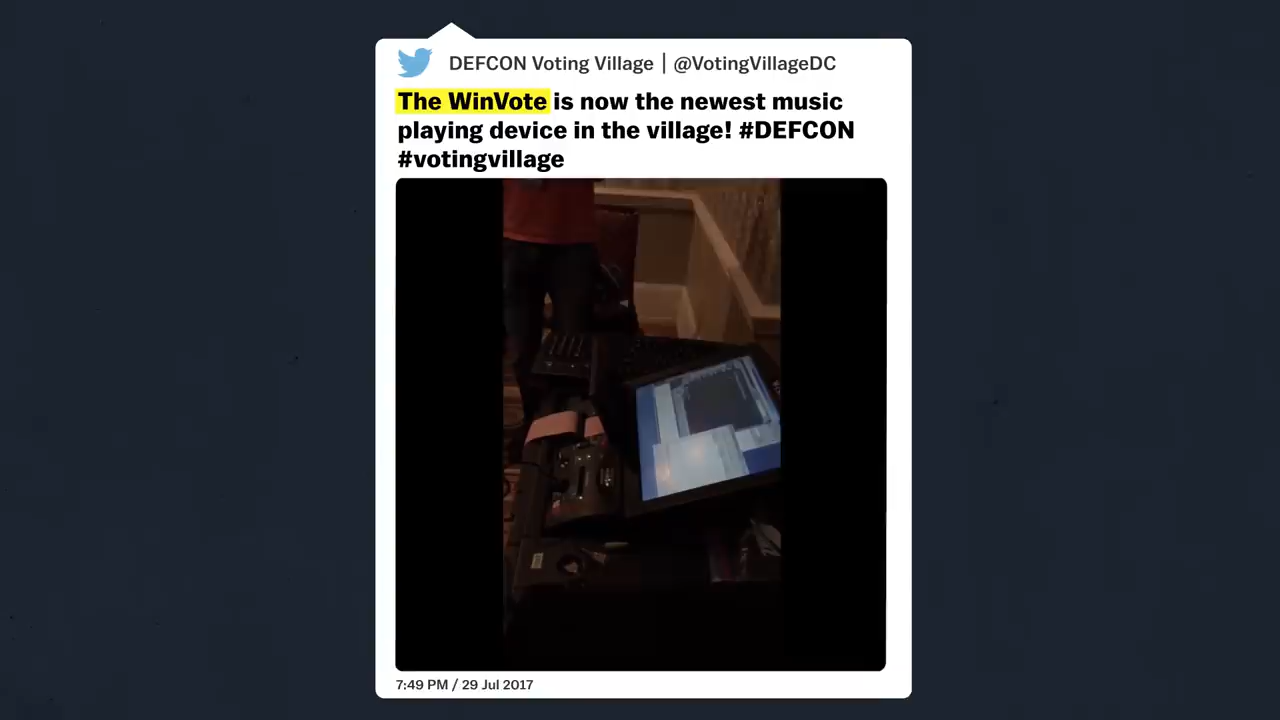 DEFCON Voting Village | @VotingVillageDC
The WinVote is now the newest music
playing device in the village! #DEFCON
#votingvillage
7:49 PM / 29 Jul 2017